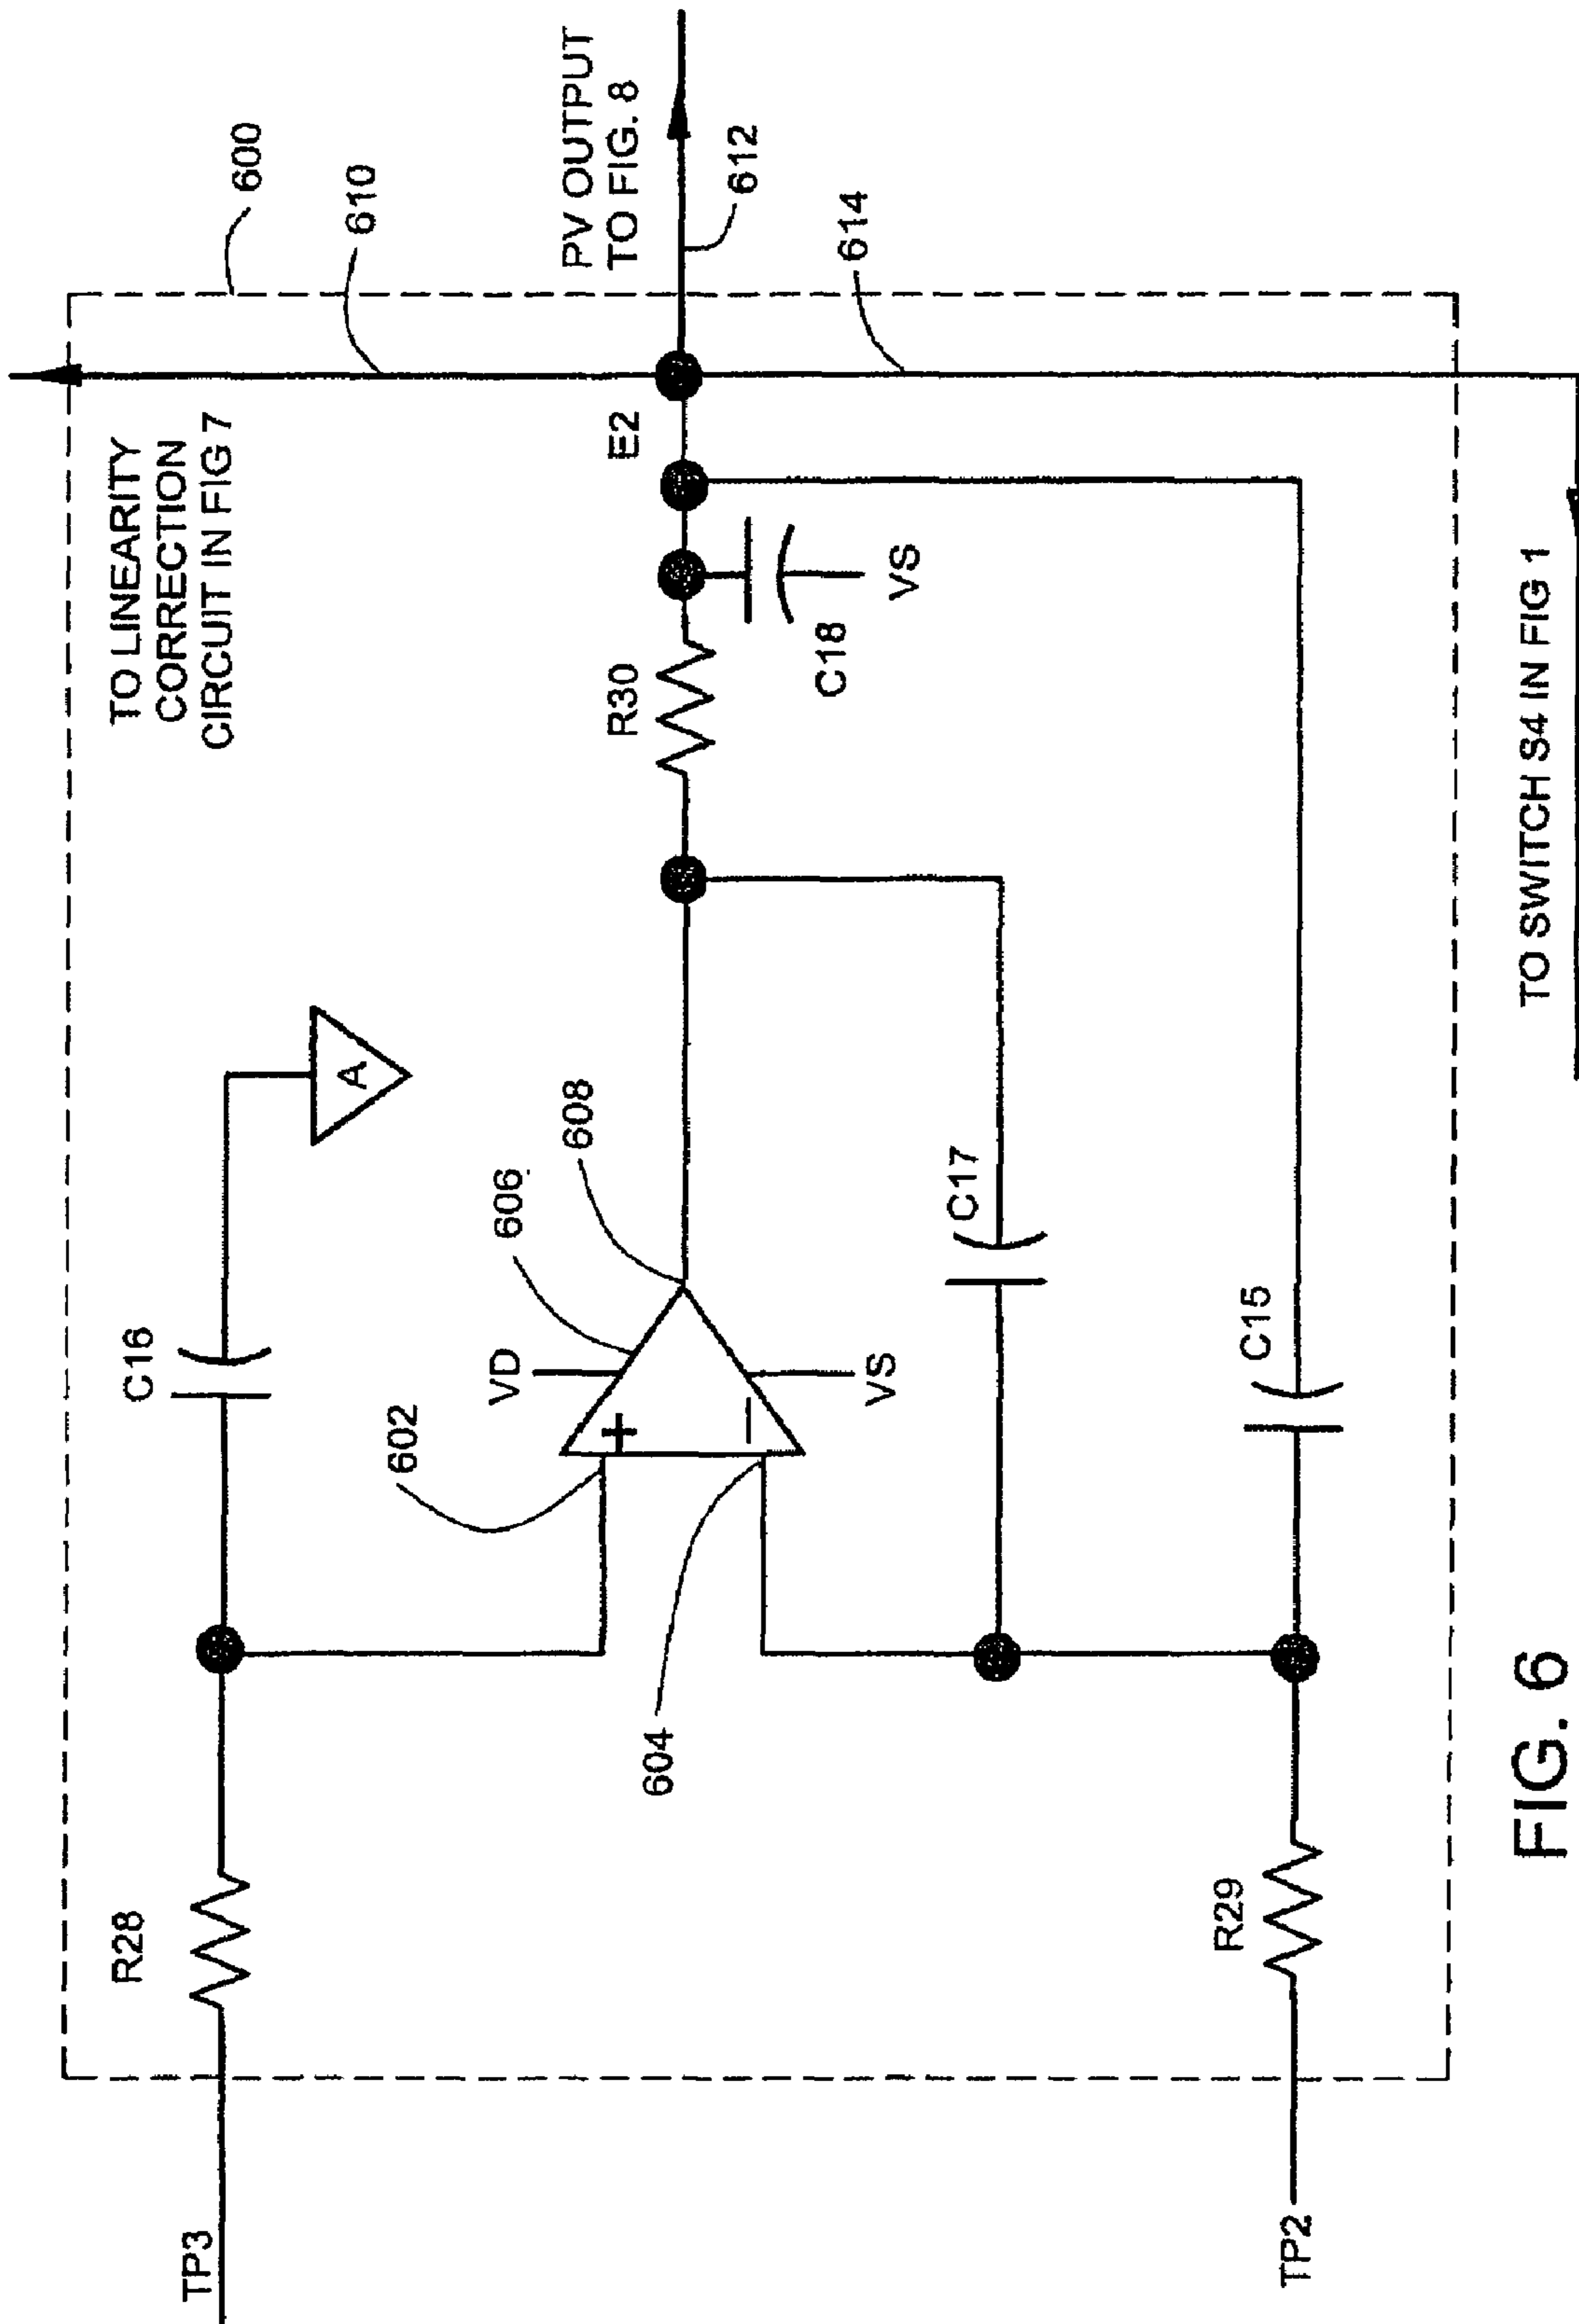 600
610
TO LINEARITY
CORRECTION
CIRCUIT IN FIG 7
PV OUTPUT
TO FIG. 8
612
614
E2
C16
A
R28
TP3
602
VD
606
608
R30
C18
VS
604
VS
C17
C15
R29
TP2
TO SWITCH S4 IN FIG 1
FIG. 6